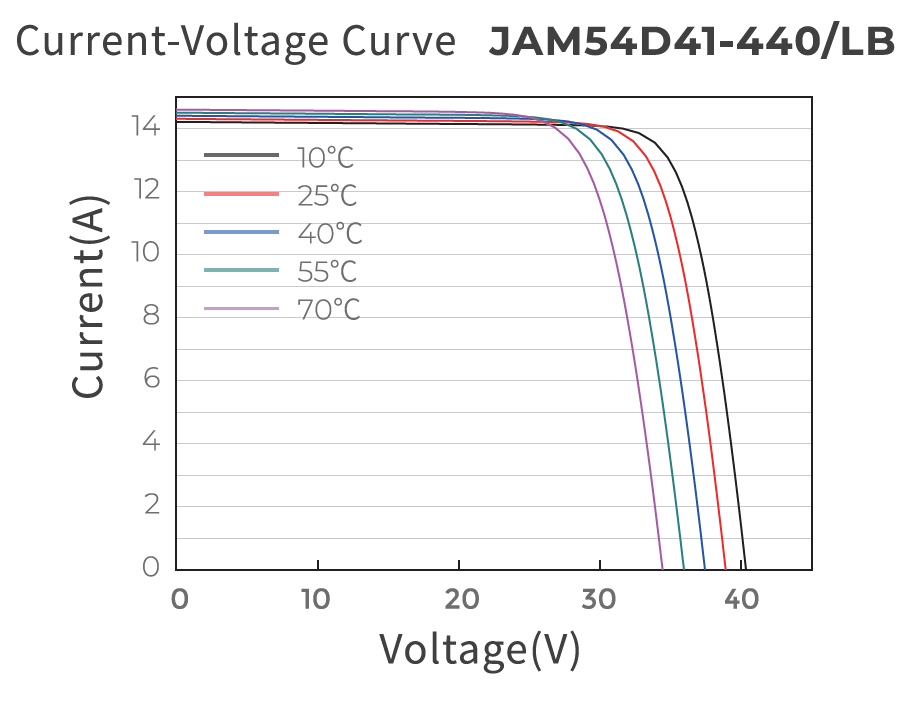 Current-Voltage Curve JAM54D41-440/LB
14
12
10
8
6
4
2
0
Current(A)
10°C
25°C
40°C
55°C
70°C
0 10 20 30 40
Voltage(V)